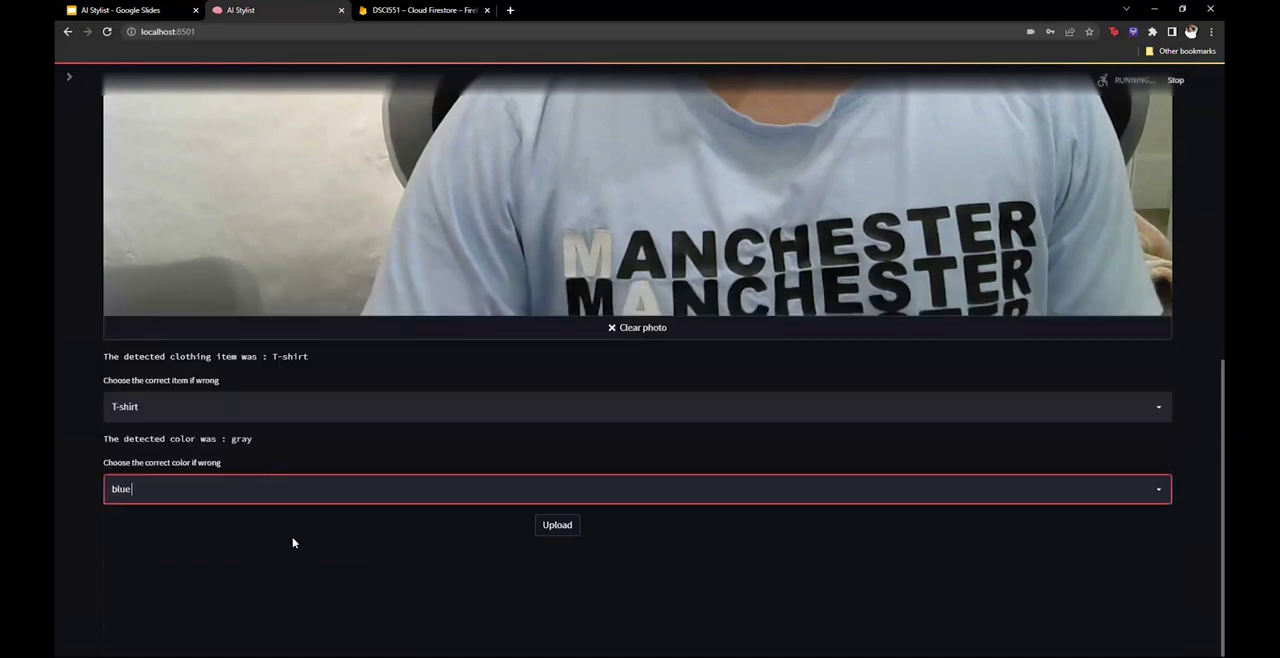 AI Stylist - Google Slides
AI Stylist
DSCI551 – Cloud Firestore – Fire
localhost:8501
Other bookmarks
RUNNING...
Stop
MANCHESTER
MANCHESTER
Clear photo
The detected clothing item was : T-shirt
Choose the correct item if wrong
T-shirt
The detected color was : gray
Choose the correct color if wrong
blue
Upload